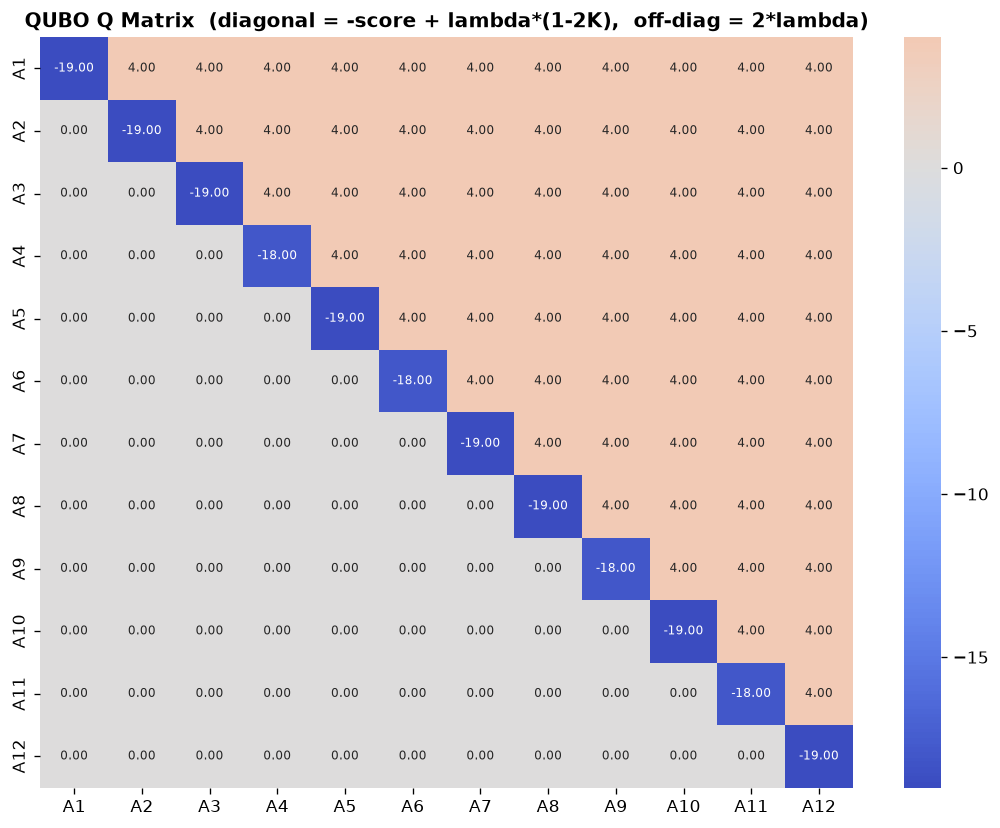 QUBO Q Matrix  (diagonal = -score + lambda*(1-2K),  off-diag = 2*lambda)
A1 -19.00 4.00 4.00 4.00 4.00 4.00 4.00 4.00 4.00 4.00 4.00 4.00
A2 0.00 -19.00 4.00 4.00 4.00 4.00 4.00 4.00 4.00 4.00 4.00 4.00
A3 0.00 0.00 -19.00 4.00 4.00 4.00 4.00 4.00 4.00 4.00 4.00 4.00
A4 0.00 0.00 0.00 -18.00 4.00 4.00 4.00 4.00 4.00 4.00 4.00 4.00
A5 0.00 0.00 0.00 0.00 -19.00 4.00 4.00 4.00 4.00 4.00 4.00 4.00
A6 0.00 0.00 0.00 0.00 0.00 -18.00 4.00 4.00 4.00 4.00 4.00 4.00
A7 0.00 0.00 0.00 0.00 0.00 0.00 -19.00 4.00 4.00 4.00 4.00 4.00
A8 0.00 0.00 0.00 0.00 0.00 0.00 0.00 -19.00 4.00 4.00 4.00 4.00
A9 0.00 0.00 0.00 0.00 0.00 0.00 0.00 0.00 -18.00 4.00 4.00 4.00
A10 0.00 0.00 0.00 0.00 0.00 0.00 0.00 0.00 0.00 -19.00 4.00 4.00
A11 0.00 0.00 0.00 0.00 0.00 0.00 0.00 0.00 0.00 0.00 -18.00 4.00
A12 0.00 0.00 0.00 0.00 0.00 0.00 0.00 0.00 0.00 0.00 0.00 -19.00
A1 A2 A3 A4 A5 A6 A7 A8 A9 A10 A11 A12
0
−5
−10
−15